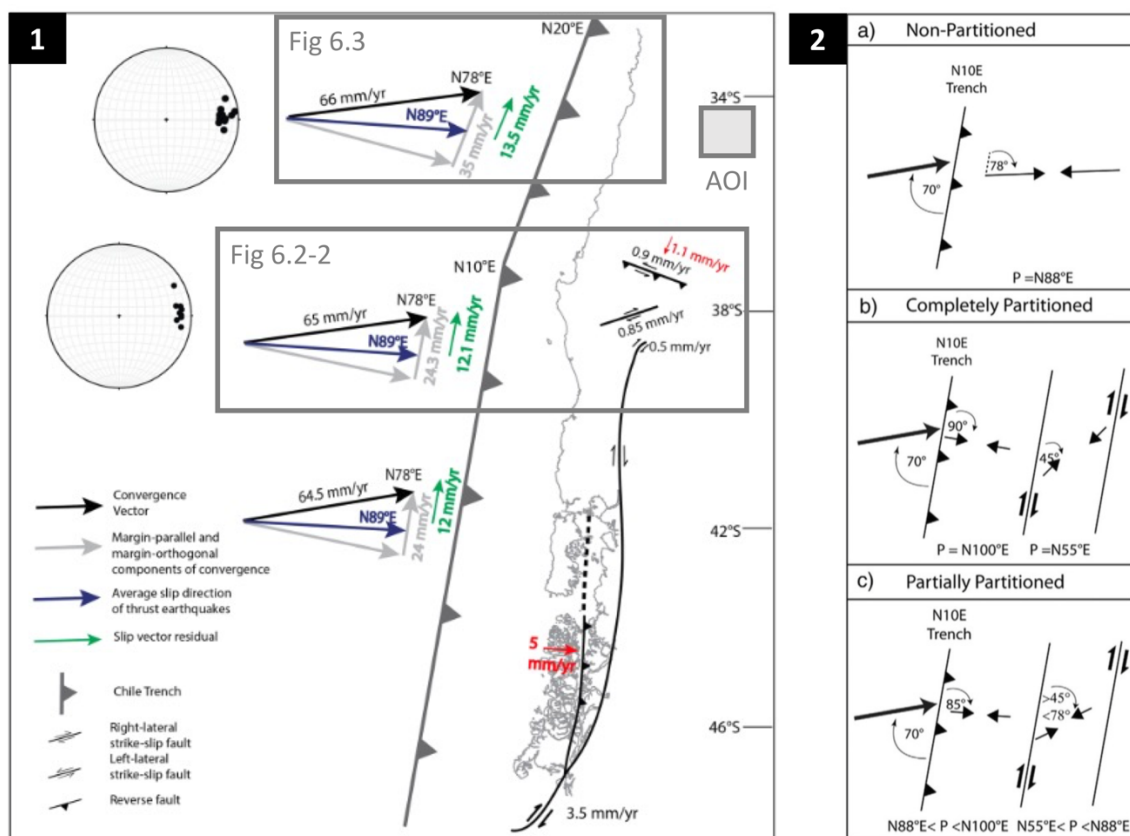 1
Fig 6.3
N20°E
66 mm/yr
N78°E
N89°E
35 mm/yr
13.5 mm/yr
34°S
AOI
Fig 6.2-2
N10°E
65 mm/yr
N78°E
N89°E
24.3 mm/yr
12.1 mm/yr
1.1 mm/yr
0.9 mm/yr
38°S
0.85 mm/yr
0.5 mm/yr
64.5 mm/yr
N78°E
N89°E
24 mm/yr
12 mm/yr
42°S
5
mm/yr
46°S
3.5 mm/yr
Convergence
Vector
Margin-parallel and
margin-orthogonal
components of convergence
Average slip direction
of thrust earthquakes
Slip vector residual
Chile Trench
Right-lateral
strike-slip fault
Left-lateral
strike-slip fault
Reverse fault
2
a) Non-Partitioned
N10E
Trench
70°
78°
P =N88°E
b) Completely Partitioned
N10E
Trench
90°
70°
45°
P = N100°E P =N55°E
c) Partially Partitioned
N10E
Trench
85°
70°
>45°
<78°
N88°E< P <N100°E N55°E< P <N88°E